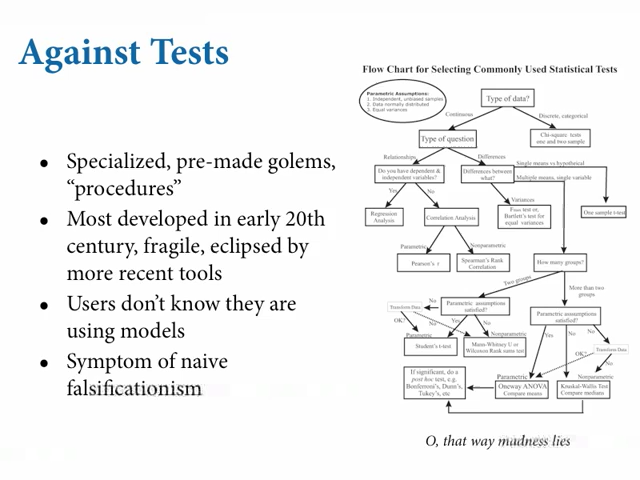 Against Tests
Specialized, pre-made golems,
“procedures”
Most developed in early 20th
century, fragile, eclipsed by
more recent tools
Users don’t know they are
using models
Symptom of naive
falsificationism
Flow Chart for Selecting Commonly Used Statistical Tests
Parametric Assumptions:
1. Independent, unbiased samples
2. Data normally distributed
3. Equal variances
Type of data?
Continuous
Discrete, categorical
Type of question
Chi-square tests
one and two sample
Relationships
Differences
Do you have dependent &
independent variables?
Differences between
what?
Single means vs hypothetical
Multiple means, single variable
Yes
No
Variances
Regression
Analysis
Correlation Analysis
Fmax test or,
Bartlett's test for
equal variances
One sample t-test
Parametric
Nonparametric
Pearson's r
Spearman's Rank
Correlation
How many groups?
Two groups
More than two
groups
Transform Data
No
Parametric assumptions
satisfied?
Parametric assumptions
satisfied?
OK?
No
Yes
No
Parametric
Nonparametric
Student's t-test
Mann-Whitney U or
Wilcoxon Rank sums test
Yes
No
No
OK?
Transform Data
No
If significant, do a
post hoc test, e.g.
Bonferroni's, Dunn's,
Tukey's, etc
Parametric
Nonparametric
Oneway ANOVA
Compare means
Kruskal-Wallis Test
Compare medians
O, that way madness lies